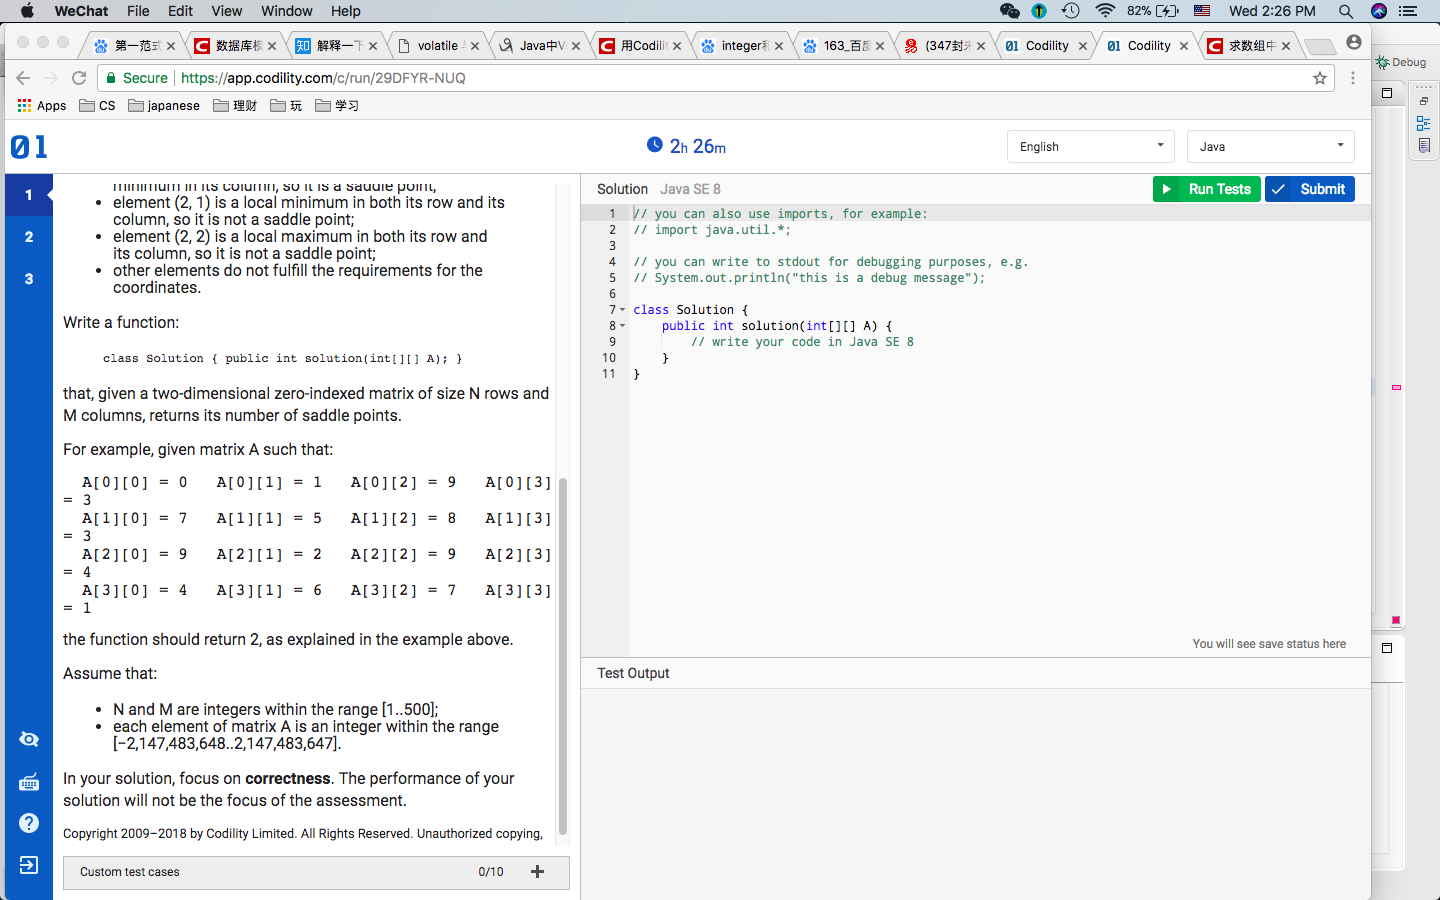 WeChat File Edit View Window Help 82% Wed 2:26 PM
第一范式 数据库模 解释一下 volatile Java中V 用Codili integer和 163_百度 (347封未 Codility Codility 求数组中
Debug
Secure https://app.codility.com/c/run/29DFYR-NUQ
Apps CS japanese 理财 玩 学习
01 2h 26m English Java
1
2
3
minimum in its column, so it is a saddle point;
• element (2, 1) is a local minimum in both its row and its
column, so it is not a saddle point;
• element (2, 2) is a local maximum in both its row and
its column, so it is not a saddle point;
• other elements do not fulfill the requirements for the
coordinates.
Write a function:
class Solution { public int solution(int[][] A); }
that, given a two-dimensional zero-indexed matrix of size N rows and
M columns, returns its number of saddle points.
For example, given matrix A such that:
A[0][0] = 0 A[0][1] = 1 A[0][2] = 9 A[0][3]
= 3
A[1][0] = 7 A[1][1] = 5 A[1][2] = 8 A[1][3]
= 3
A[2][0] = 9 A[2][1] = 2 A[2][2] = 9 A[2][3]
= 4
A[3][0] = 4 A[3][1] = 6 A[3][2] = 7 A[3][3]
= 1
the function should return 2, as explained in the example above.
Assume that:
• N and M are integers within the range [1..500];
• each element of matrix A is an integer within the range
[−2,147,483,648..2,147,483,647].
In your solution, focus on correctness. The performance of your
solution will not be the focus of the assessment.
Copyright 2009–2018 by Codility Limited. All Rights Reserved. Unauthorized copying,
Custom test cases 0/10 +
Solution Java SE 8 Run Tests Submit
1 // you can also use imports, for example:
2 // import java.util.*;
3
4 // you can write to stdout for debugging purposes, e.g.
5 // System.out.println("this is a debug message");
6
7 class Solution {
8 public int solution(int[][] A) {
9 // write your code in Java SE 8
10 }
11 }
You will see save status here
Test Output